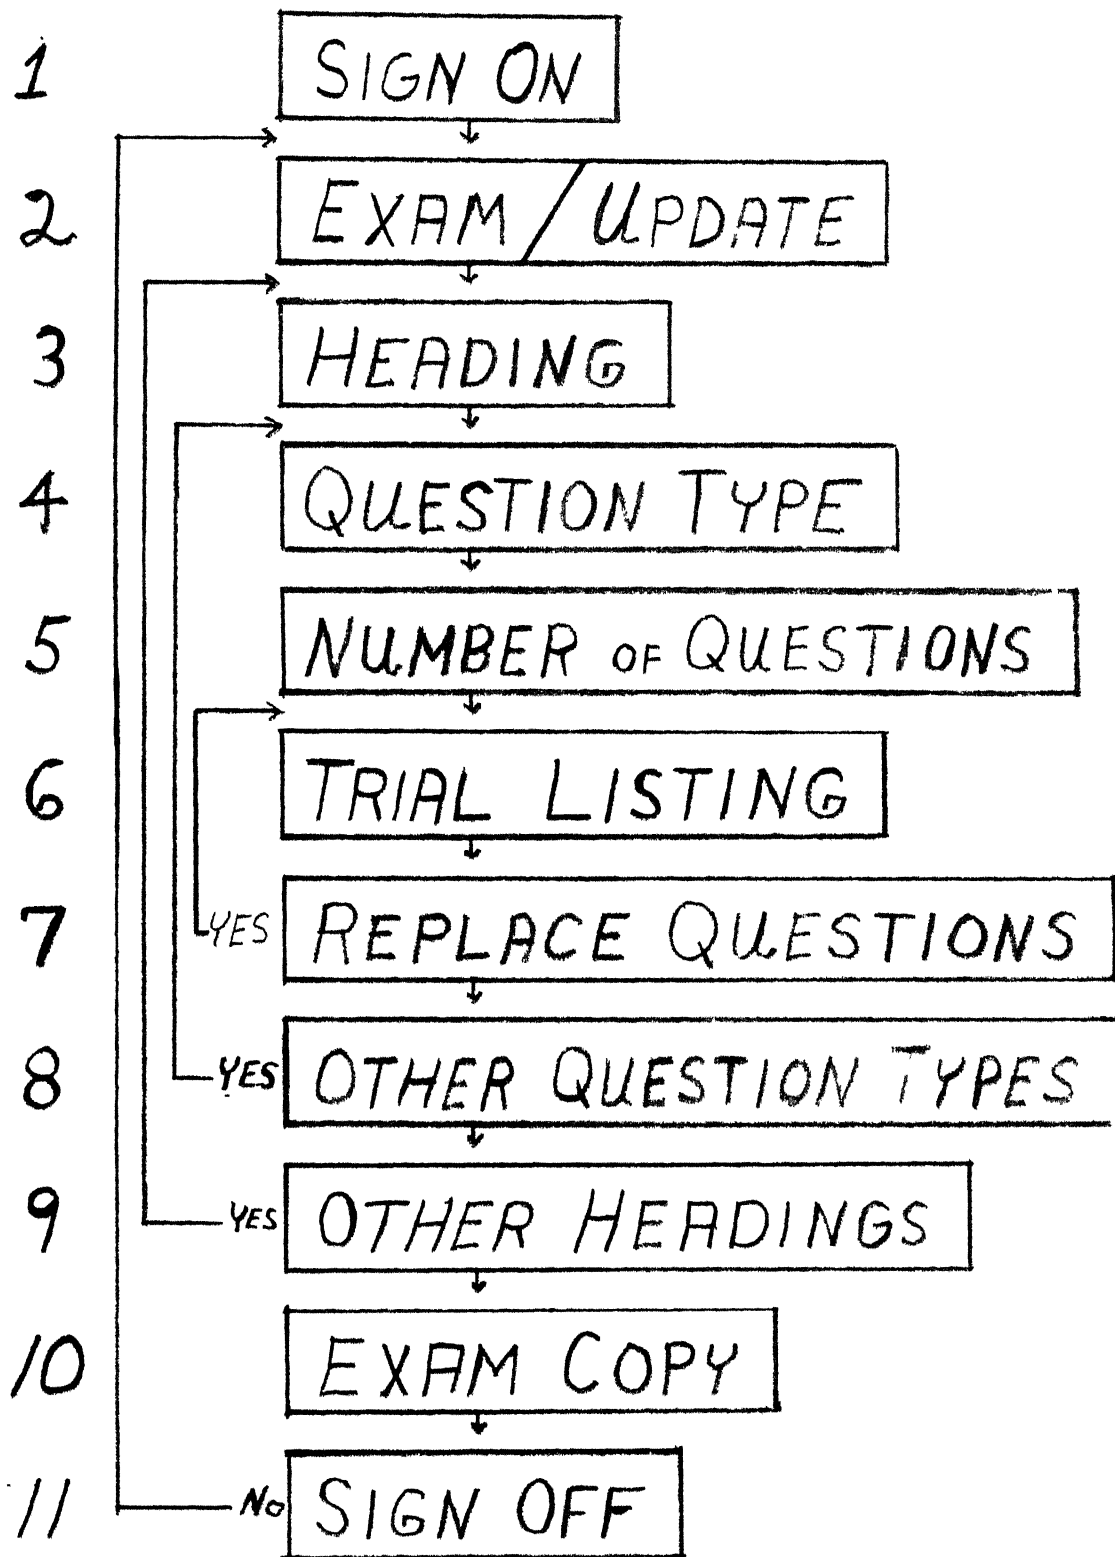 1 SIGN ON
2 EXAM / UPDATE
3 HEADING
4 QUESTION TYPE
5 NUMBER OF QUESTIONS
6 TRIAL LISTING
7 YES REPLACE QUESTIONS
8 YES OTHER QUESTION TYPES
9 YES OTHER HEADINGS
10 EXAM COPY
11 NO SIGN OFF